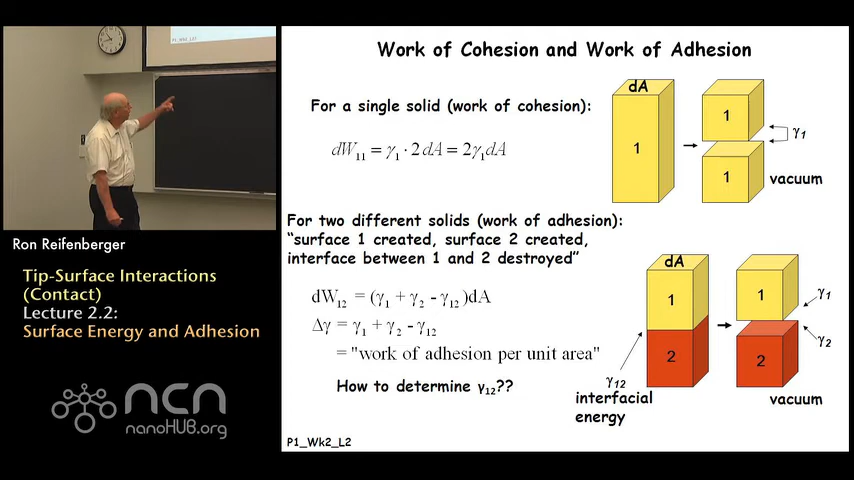 Work of Cohesion and Work of Adhesion
For a single solid (work of cohesion):
dW₁₁ = γ₁ · 2dA = 2γ₁dA
dA
1
1
1
γ₁
vacuum
For two different solids (work of adhesion):
“surface 1 created, surface 2 created,
interface between 1 and 2 destroyed”
dW₁₂ = (γ₁ + γ₂ - γ₁₂)dA
Δγ = γ₁ + γ₂ - γ₁₂
= "work of adhesion per unit area"
How to determine γ₁₂??
dA
1
2
γ₁₂
interfacial
energy
1
2
γ₁
γ₂
vacuum
P1_Wk2_L2
Ron Reifenberger
Tip-Surface Interactions
(Contact)
Lecture 2.2:
Surface Energy and Adhesion
ncn
nanoHUB.org